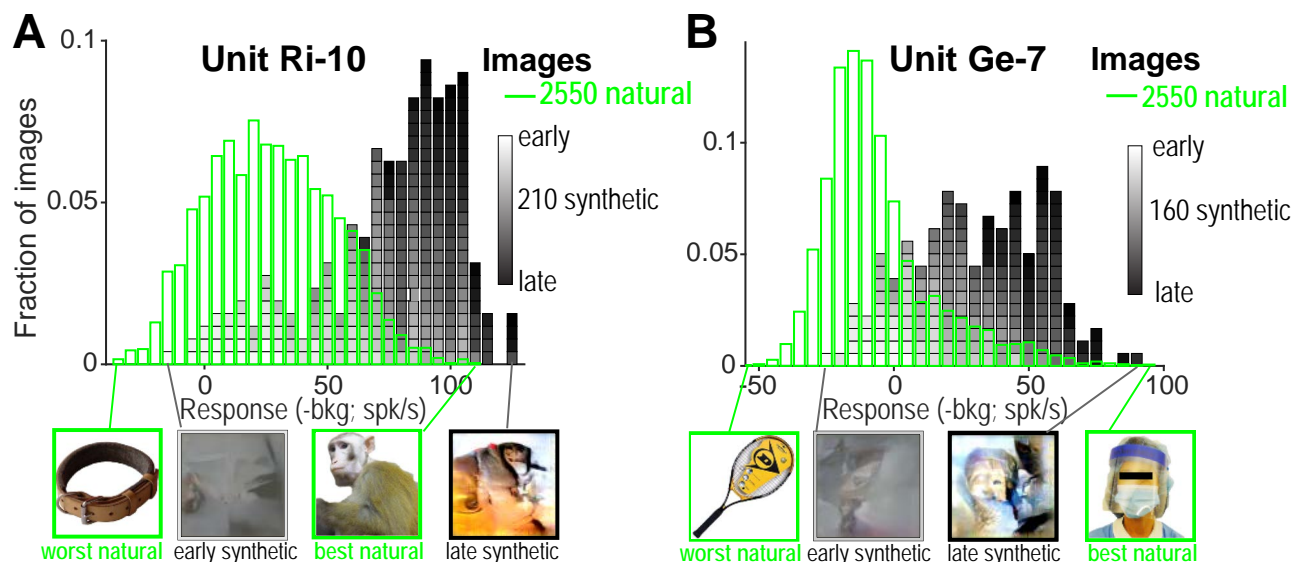 A
Unit Ri-10
0.1
0.05
0
Fraction of images
Images
2550 natural
early
210 synthetic
late
0
50
100
Response (-bkg; spk/s)
worst natural
early synthetic
best natural
late synthetic
B
Unit Ge-7
0.1
0.05
0
Images
2550 natural
early
160 synthetic
late
-50
0
50
100
Response (-bkg; spk/s)
worst natural
early synthetic
late synthetic
best natural